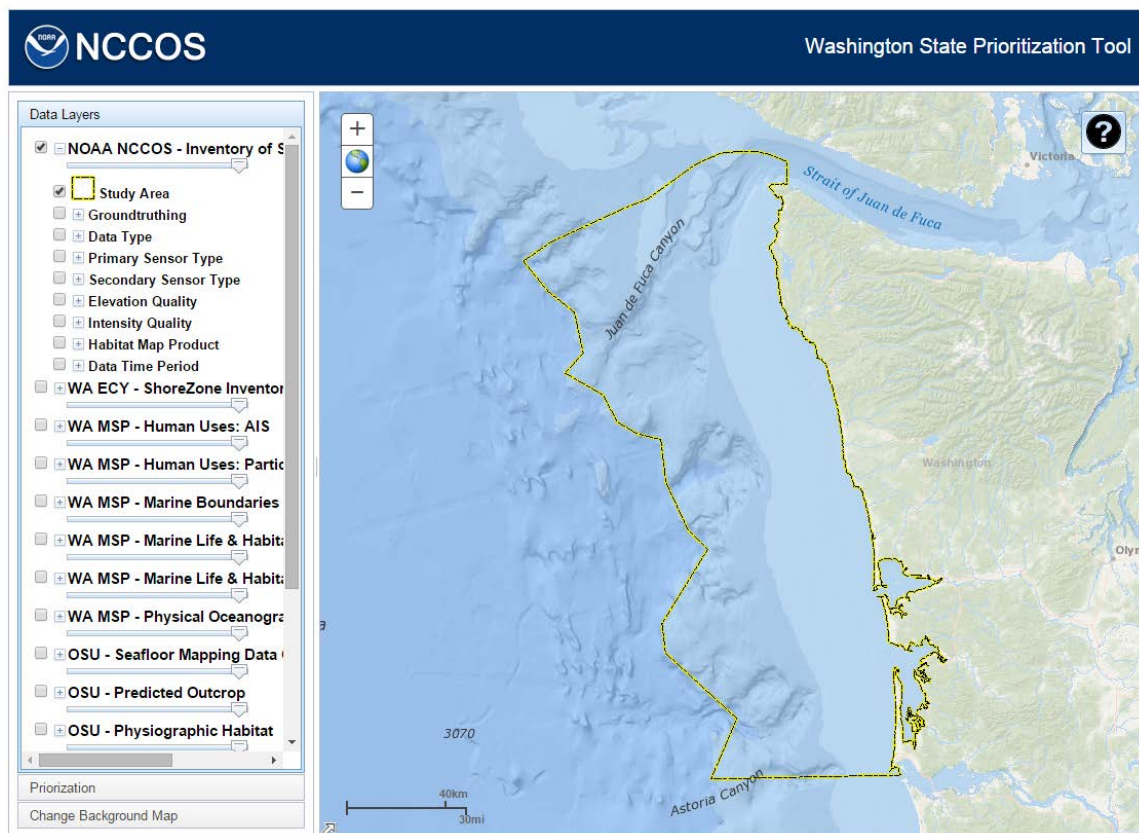 NOAA
NCCOS
Washington State Prioritization Tool
Data Layers
NOAA NCCOS - Inventory of S
Study Area
Groundtruthing
Data Type
Primary Sensor Type
Secondary Sensor Type
Elevation Quality
Intensity Quality
Habitat Map Product
Data Time Period
WA ECY - ShoreZone Inventor
WA MSP - Human Uses: AIS
WA MSP - Human Uses: Partic
WA MSP - Marine Boundaries
WA MSP - Marine Life & Habita
WA MSP - Marine Life & Habita
WA MSP - Physical Oceanogra
OSU - Seafloor Mapping Data
OSU - Predicted Outcrop
OSU - Physiographic Habitat
Priorization
Change Background Map
+
−
?
Victoria
Strait of Juan de Fuca
Juan de Fuca Canyon
Washington
Olyn
a
3070
Astoria Canyon
40km
30mi